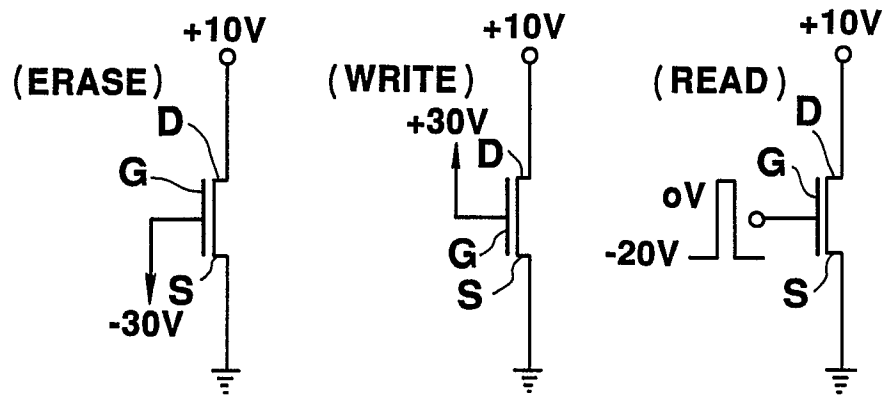 +10V
(ERASE)
D
G
S
-30V
+10V
(WRITE)
+30V
D
G
S
+10V
(READ)
D
G
oV
-20V
S